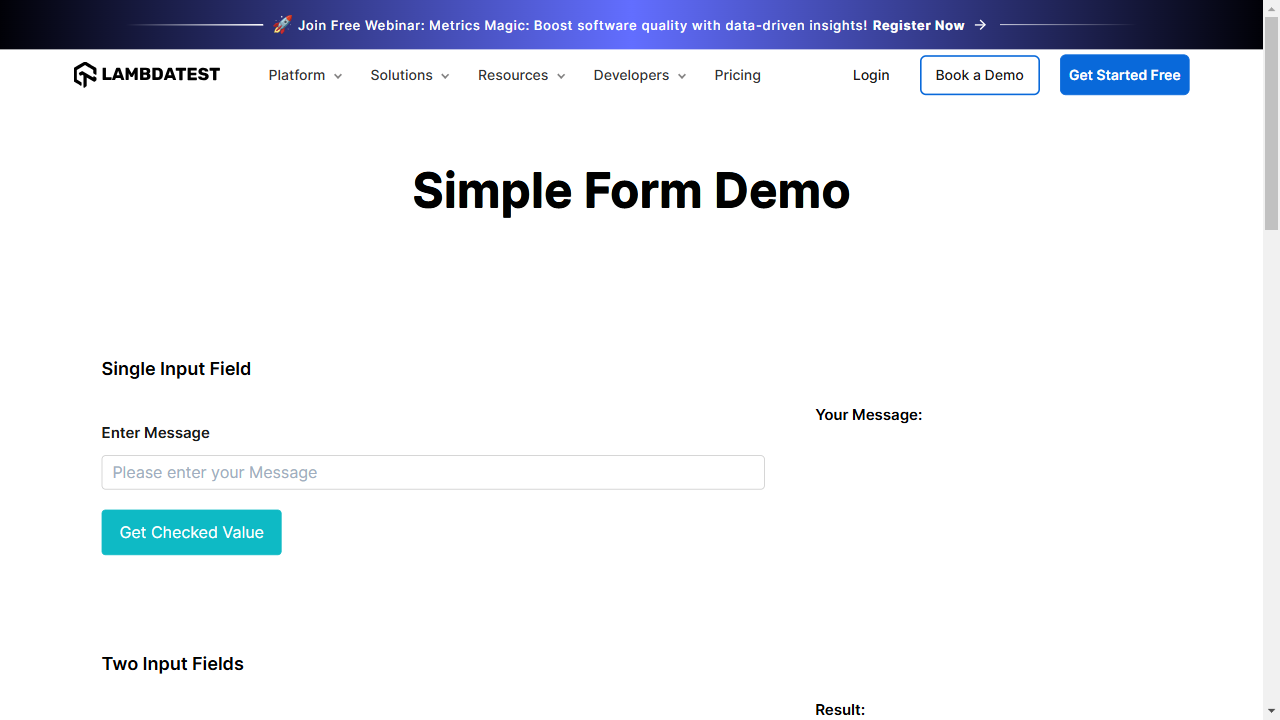 🚀 Join Free Webinar: Metrics Magic: Boost software quality with data-driven insights! Register Now →
LAMBDATEST Platform Solutions Resources Developers Pricing Login Book a Demo Get Started Free
Simple Form Demo
Single Input Field
Your Message:
Enter Message
Please enter your Message
Get Checked Value
Two Input Fields
Result: